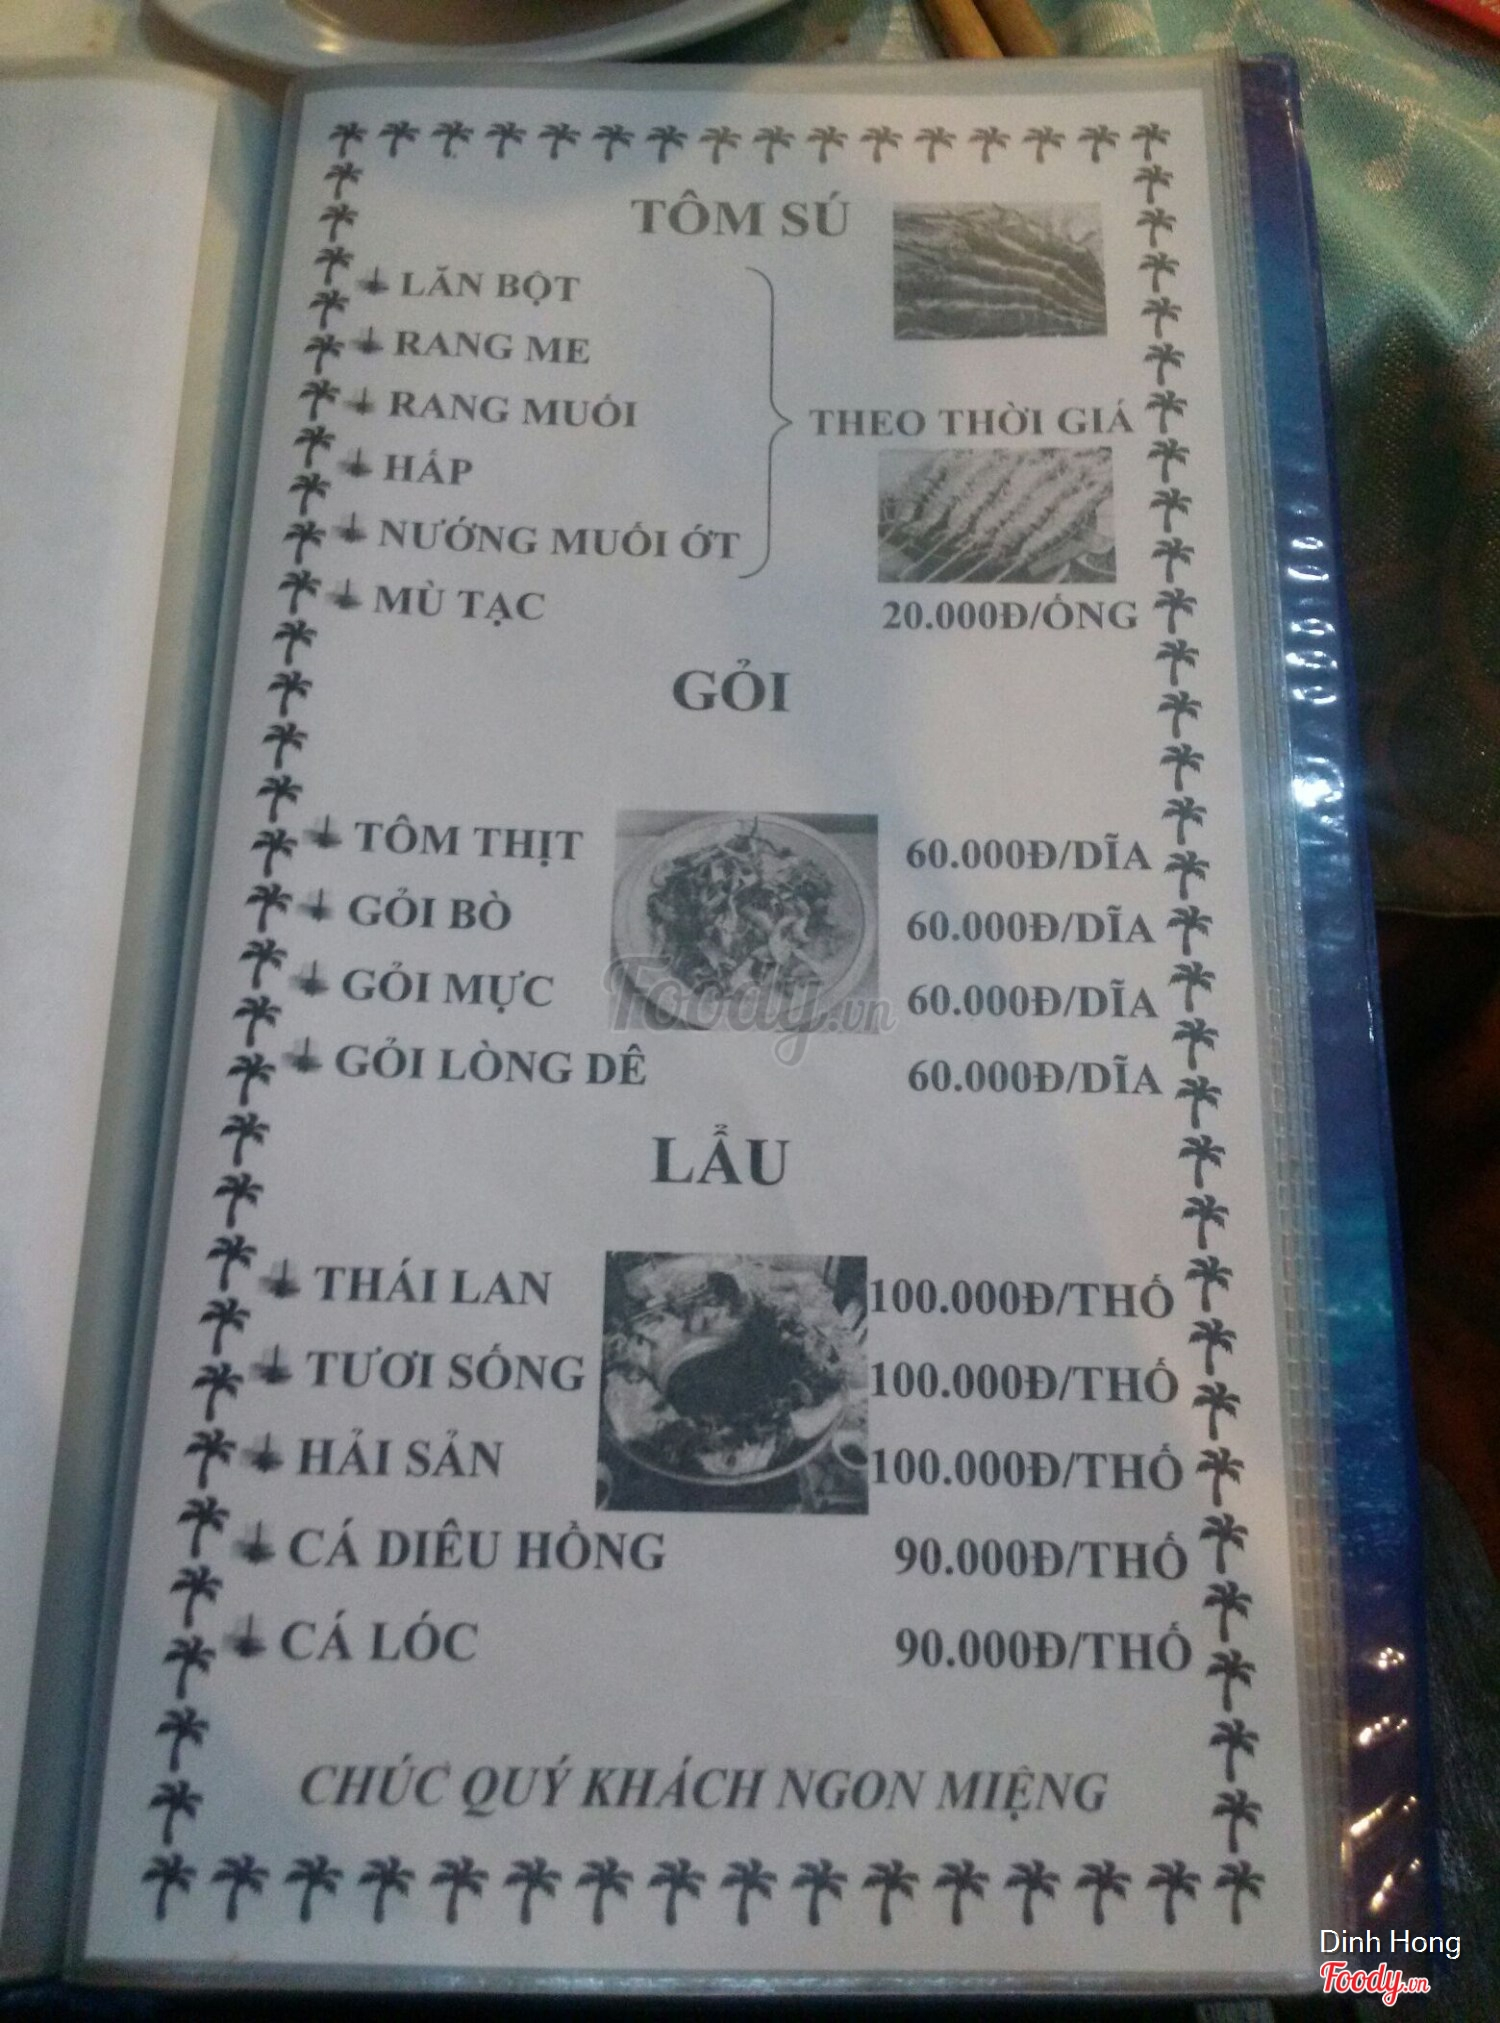 TÔM SÚ
LĂN BỘT
RANG ME
RANG MUỐI
HẤP
NƯỚNG MUỐI ỚT
THEO THỜI GIÁ
MÙ TẠC 20.000Đ/ỐNG
GỎI
TÔM THỊT 60.000Đ/DĨA
GỎI BÒ 60.000Đ/DĨA
GỎI MỰC 60.000Đ/DĨA
GỎI LÒNG DÊ 60.000Đ/DĨA
Foody.vn
LẨU
THÁI LAN 100.000Đ/THỐ
TƯƠI SỐNG 100.000Đ/THỐ
HẢI SẢN 100.000Đ/THỐ
CÁ DIÊU HỒNG 90.000Đ/THỐ
CÁ LÓC 90.000Đ/THỐ
CHÚC QUÝ KHÁCH NGON MIỆNG
Dinh Hong
Foody.vn